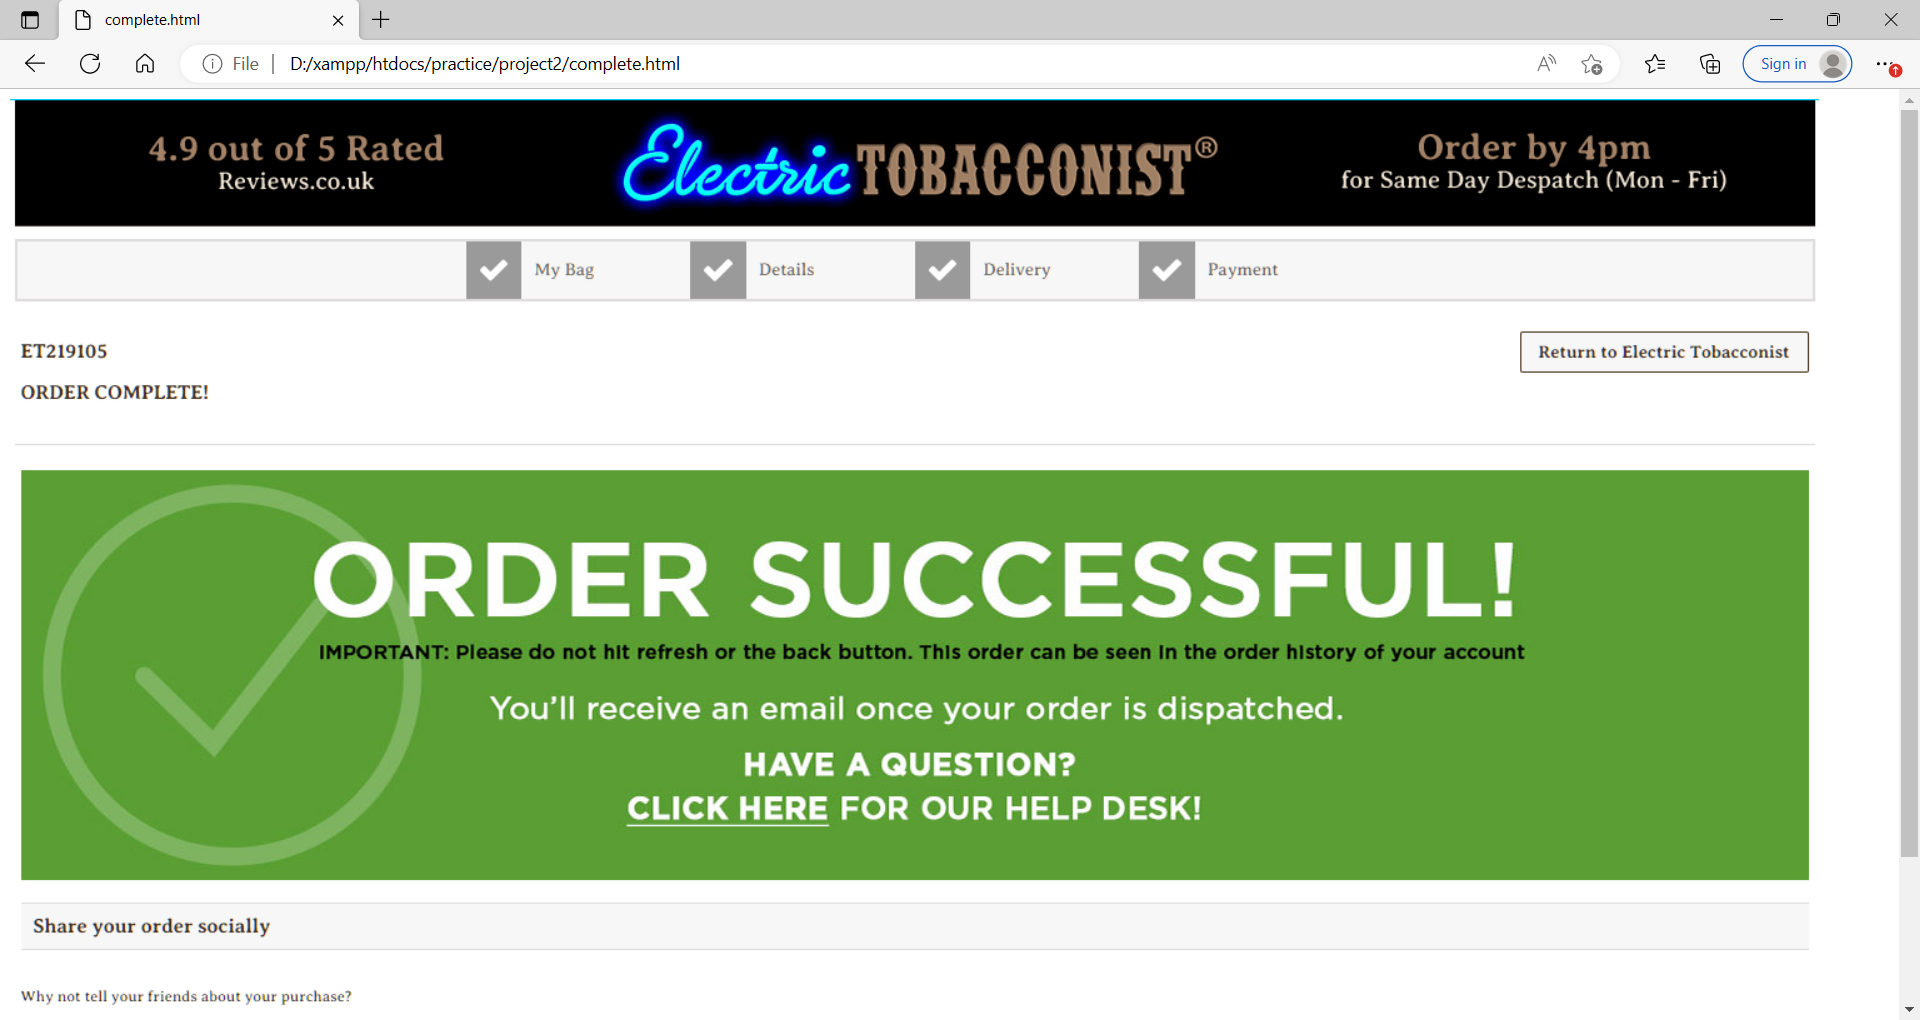 complete.html
File
D:/xampp/htdocs/practice/project2/complete.html
Sign in
4.9 out of 5 Rated
Reviews.co.uk
Electric TOBACCONIST®
Order by 4pm
for Same Day Despatch (Mon - Fri)
My Bag
Details
Delivery
Payment
ET219105
Return to Electric Tobacconist
ORDER COMPLETE!
ORDER SUCCESSFUL!
IMPORTANT: Please do not hit refresh or the back button. This order can be seen in the order history of your account
You'll receive an email once your order is dispatched.
HAVE A QUESTION?
CLICK HERE FOR OUR HELP DESK!
Share your order socially
Why not tell your friends about your purchase?